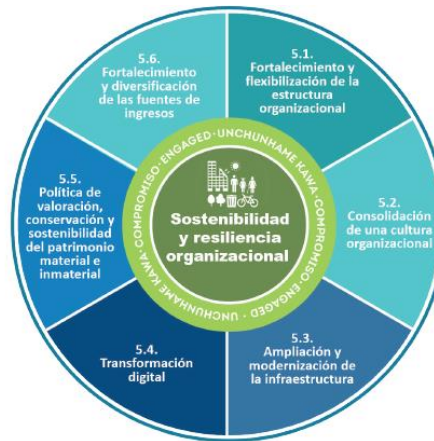 5.6.
Fortalecimiento
y diversificación
de las fuentes de
ingresos
5.1.
Fortalecimiento y
flexibilización de la
estructura
organizacional
5.5.
Política de
valoración,
conservación y
sostenibilidad
del patrimonio
material e
inmaterial
COMPROMISO-ENGAGED·UNCHUNHAME KAWA·COMPROMISO-ENGAGED · UNCHUNHAME KAWA·
Sostenibilidad
y resiliencia
organizacional
5.2.
Consolidación
de una cultura
organizacional
5.4.
Transformación
digital
5.3.
Ampliación y
modernización de
la infraestructura